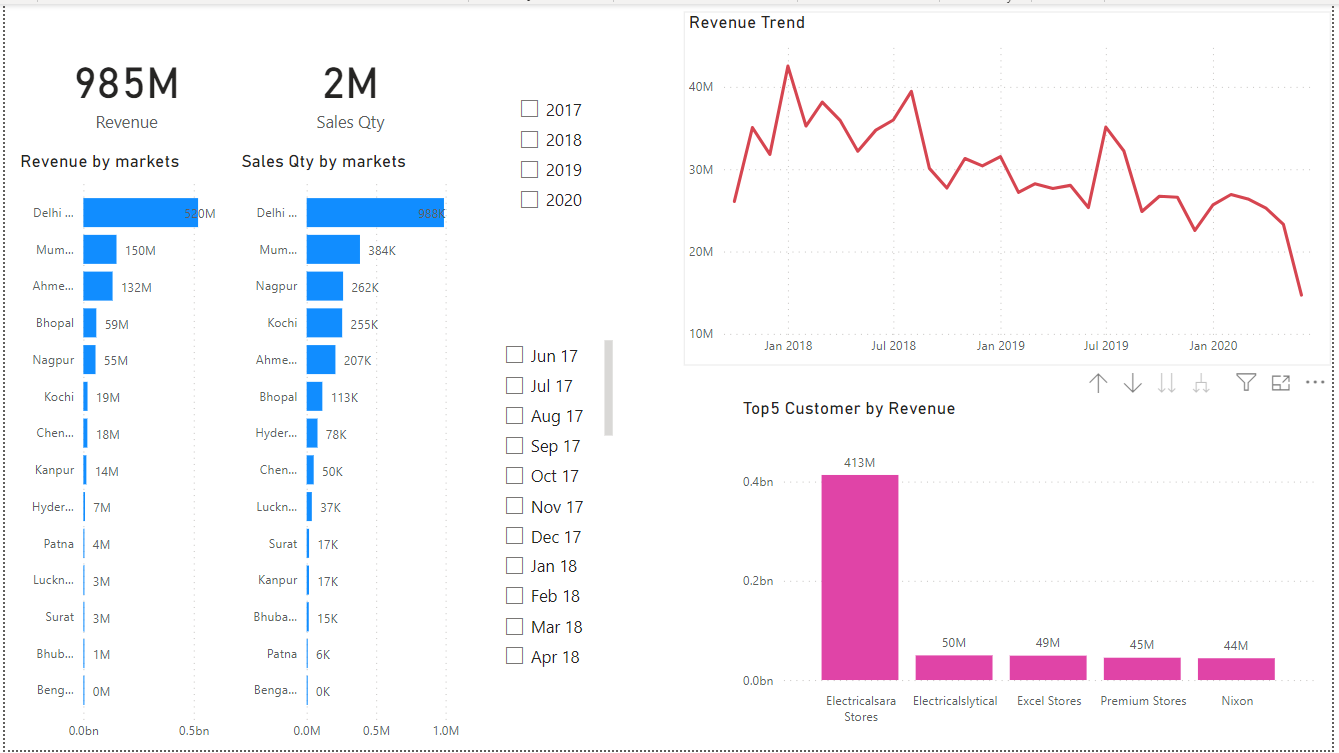 985M
Revenue
2M
Sales Qty
Revenue by markets
Delhi ...
520M
Mum...
150M
Ahme...
132M
Bhopal
59M
Nagpur
55M
Kochi
19M
Chen...
18M
Kanpur
14M
Hyder...
7M
Patna
4M
Luckn...
3M
Surat
3M
Bhub...
1M
Beng...
0M
0.0bn
0.5bn
Sales Qty by markets
Delhi ...
988K
Mum...
384K
Nagpur
262K
Kochi
255K
Ahme...
207K
Bhopal
113K
Hyder...
78K
Chen...
50K
Luckn...
37K
Surat
17K
Kanpur
17K
Bhuba...
15K
Patna
6K
Benga...
0K
0.0M
0.5M
1.0M
2017
2018
2019
2020
Jun 17
Jul 17
Aug 17
Sep 17
Oct 17
Nov 17
Dec 17
Jan 18
Feb 18
Mar 18
Apr 18
Revenue Trend
40M
30M
20M
10M
Jan 2018
Jul 2018
Jan 2019
Jul 2019
Jan 2020
Top5 Customer by Revenue
0.4bn
0.2bn
0.0bn
413M
50M
49M
45M
44M
Electricalsara
Stores
Electricalslytical
Excel Stores
Premium Stores
Nixon